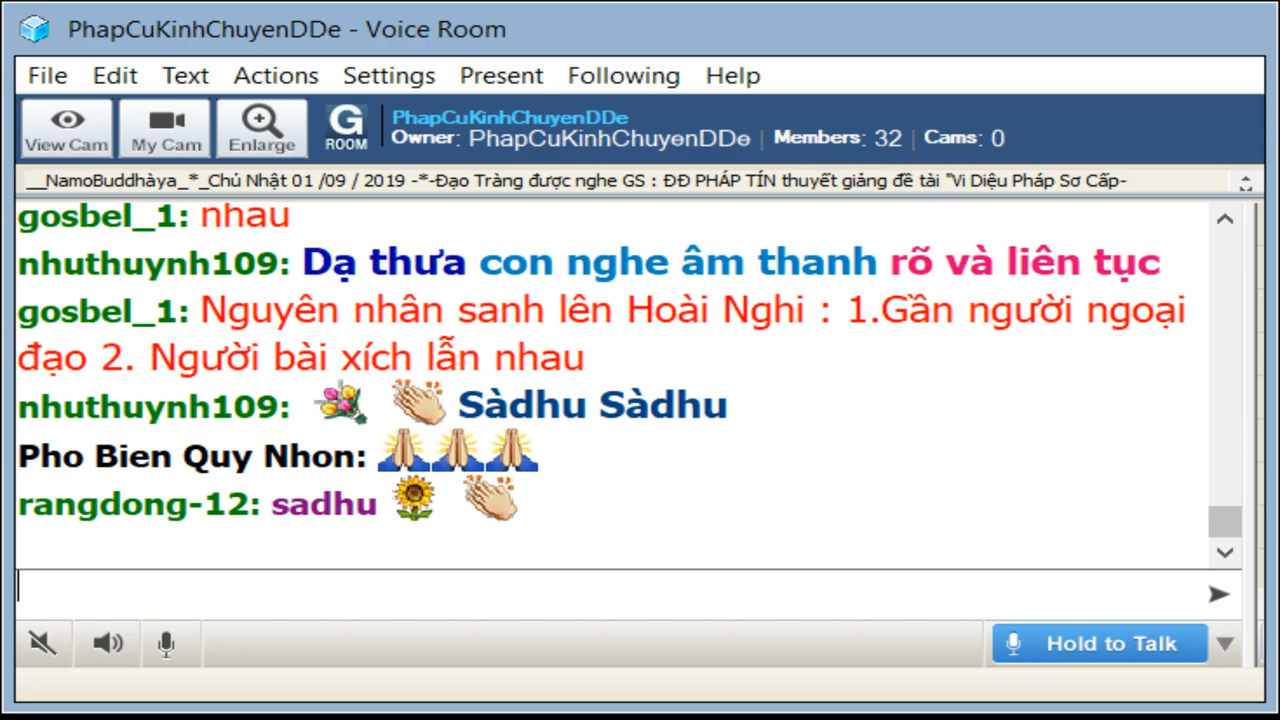 PhapCuKinhChuyenDDe - Voice Room
File Edit Text Actions Settings Present Following Help
View Cam My Cam Enlarge G ROOM
PhapCuKinhChuyenDDe
Owner: PhapCuKinhChuyenDDe | Members: 32 | Cams: 0
__NamoBuddhàya_*_Chủ Nhật 01 /09 / 2019 -*-Đạo Tràng được nghe GS : ĐĐ PHÁP TÍN thuyết giảng đề tài "Vi Diệu Pháp Sơ Cấp-
gosbel_1: nhau
nhuthuynh109: Dạ thưa con nghe âm thanh rõ và liên tục
gosbel_1: Nguyên nhân sanh lên Hoài Nghi : 1.Gần người ngoại
đạo 2. Người bài xích lẫn nhau
nhuthuynh109: Sàdhu Sàdhu
Pho Bien Quy Nhon:
rangdong-12: sadhu
Hold to Talk